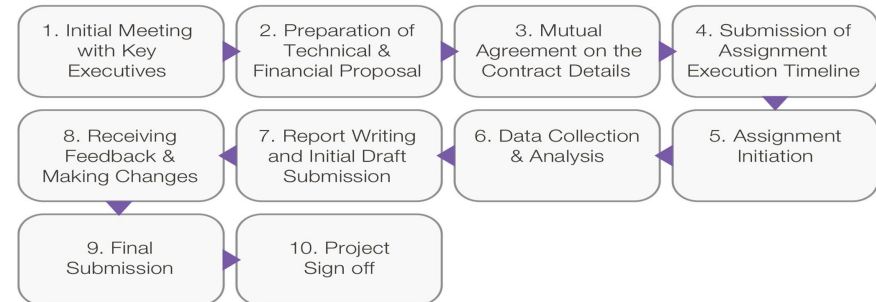 1. Initial Meeting
with Key
Executives
2. Preparation of
Technical &
Financial Proposal
3. Mutual
Agreement on the
Contract Details
4. Submission of
Assignment
Execution Timeline
5. Assignment
Initiation
6. Data Collection
& Analysis
7. Report Writing
and Initial Draft
Submission
8. Receiving
Feedback &
Making Changes
9. Final
Submission
10. Project
Sign off